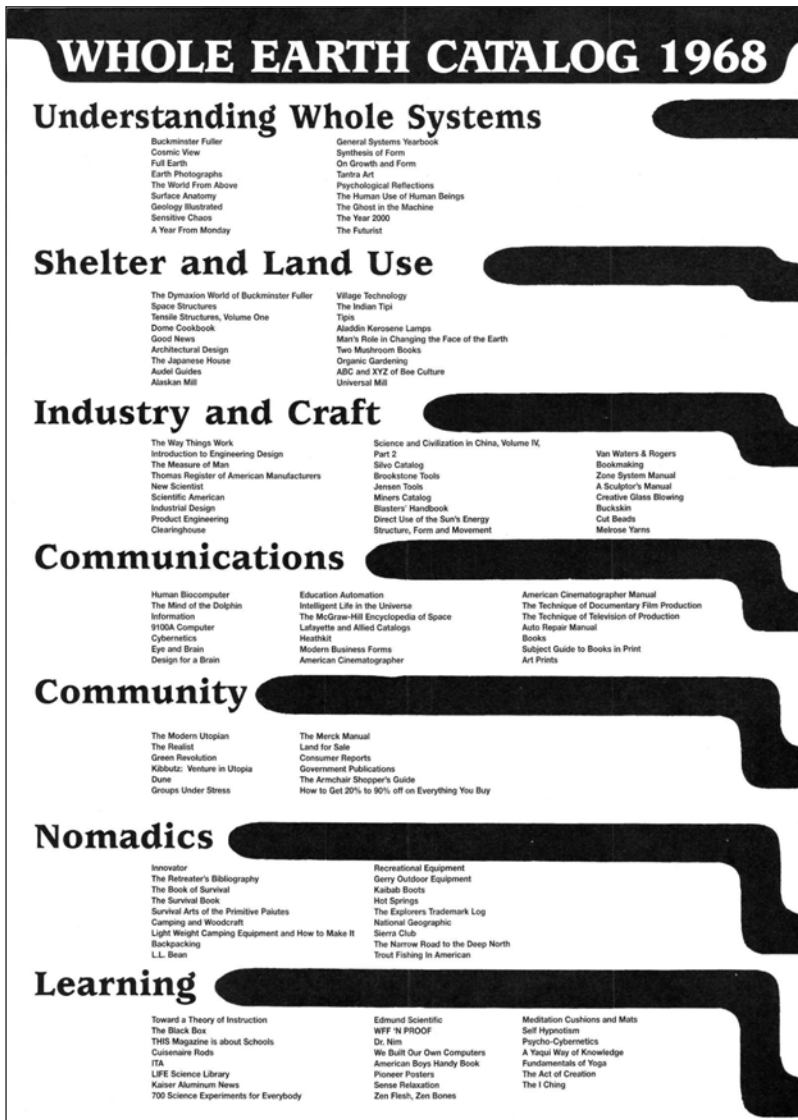 WHOLE EARTH CATALOG 1968
Understanding Whole Systems
Buckminster Fuller
Cosmic View
Full Earth
Earth Photographs
The World From Above
Surface Anatomy
Geology Illustrated
Sensitive Chaos
A Year From Monday
General Systems Yearbook
Synthesis of Form
On Growth and Form
Tantra Art
Psychological Reflections
The Human Use of Human Beings
The Ghost in the Machine
The Year 2000
The Futurist
Shelter and Land Use
The Dymaxion World of Buckminster Fuller
Space Structures
Tensile Structures, Volume One
Dome Cookbook
Good News
Architectural Design
The Japanese House
Audel Guides
Alaskan Mill
Village Technology
The Indian Tipi
Tipis
Aladdin Kerosene Lamps
Man's Role in Changing the Face of the Earth
Two Mushroom Books
Organic Gardening
ABC and XYZ of Bee Culture
Universal Mill
Industry and Craft
The Way Things Work
Introduction to Engineering Design
The Measure of Man
Thomas Register of American Manufacturers
New Scientist
Scientific American
Industrial Design
Product Engineering
Clearinghouse
Science and Civilization in China, Volume IV,
Part 2
Silvo Catalog
Brookstone Tools
Jensen Tools
Miners Catalog
Blasters' Handbook
Direct Use of the Sun's Energy
Structure, Form and Movement
Van Waters & Rogers
Bookmaking
Zone System Manual
A Sculptor's Manual
Creative Glass Blowing
Buckskin
Cut Beads
Melrose Yarns
Communications
Human Biocomputer
The Mind of the Dolphin
Information
9100A Computer
Cybernetics
Eye and Brain
Design for a Brain
Education Automation
Intelligent Life in the Universe
The McGraw-Hill Encyclopedia of Space
Lafayette and Allied Catalogs
Heathkit
Modern Business Forms
American Cinematographer
American Cinematographer Manual
The Technique of Documentary Film Production
The Technique of Television of Production
Auto Repair Manual
Books
Subject Guide to Books in Print
Art Prints
Community
The Modern Utopian
The Realist
Green Revolution
Kibbutz: Venture in Utopia
Dune
Groups Under Stress
The Merck Manual
Land for Sale
Consumer Reports
Government Publications
The Armchair Shopper's Guide
How to Get 20% to 90% off on Everything You Buy
Nomadics
Innovator
The Retreater's Bibliography
The Book of Survival
The Survival Book
Survival Arts of the Primitive Paiutes
Camping and Woodcraft
Light Weight Camping Equipment and How to Make It
Backpacking
L.L. Bean
Recreational Equipment
Gerry Outdoor Equipment
Kaibab Boots
Hot Springs
The Explorers Trademark Log
National Geographic
Sierra Club
The Narrow Road to the Deep North
Trout Fishing In American
Learning
Toward a Theory of Instruction
The Black Box
THIS Magazine is about Schools
Cuisenaire Rods
ITA
LIFE Science Library
Kaiser Aluminum News
700 Science Experiments for Everybody
Edmund Scientific
WFF 'N PROOF
Dr. Nim
We Built Our Own Computers
American Boys Handy Book
Pioneer Posters
Sense Relaxation
Zen Flesh, Zen Bones
Meditation Cushions and Mats
Self Hypnotism
Psycho-Cybernetics
A Yaqui Way of Knowledge
Fundamentals of Yoga
The Act of Creation
The I Ching